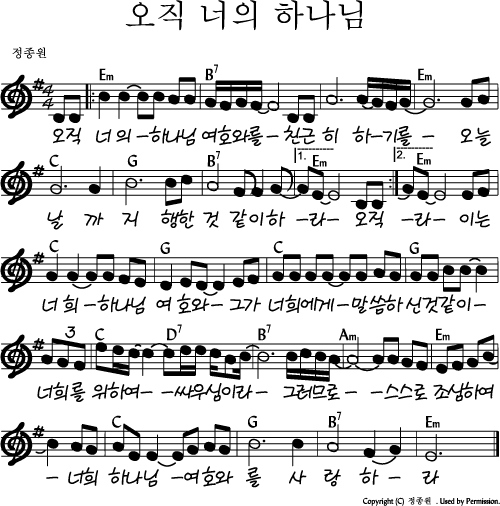 오직 너의 하나님
정종원
4 4 Em B7 Em
오직 너의-하나님 여호와를-친근 히 하-기를- 오늘
C G B7 1. Em 2. Em
날 까 지 행한 것 같이하 - 라- 오직 - 라- 이는
C G C G
너 희-하나님 여 호와-그가 너희에게-말씀하 신것같이-
3 C D7 B7 Am Em
너희를 위하여--싸우심이라- 그러므로--스스로 조심하여
C Em G B7 Em
-너희 하나님 -여호와 를 사 랑 하- 라
Copyright (C) 정종원 . Used by Permission.